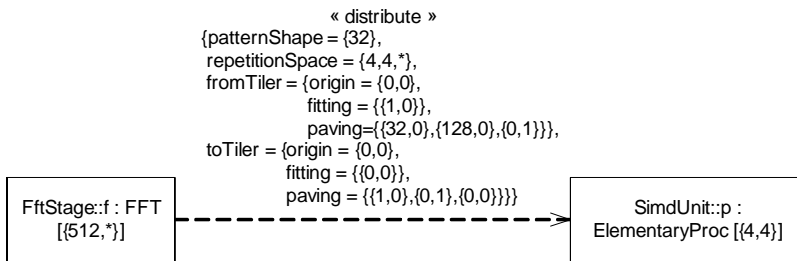 « distribute »
{patternShape = {32},
repetitionSpace = {4,4,*},
fromTiler = {origin = {0,0},
fitting = {{1,0}},
paving={{32,0},{128,0},{0,1}}},
toTiler = {origin = {0,0},
fitting = {{0,0}},
paving = {{1,0},{0,1},{0,0}}}}
FftStage::f : FFT
[{512,*}]
SimdUnit::p :
ElementaryProc [{4,4}]